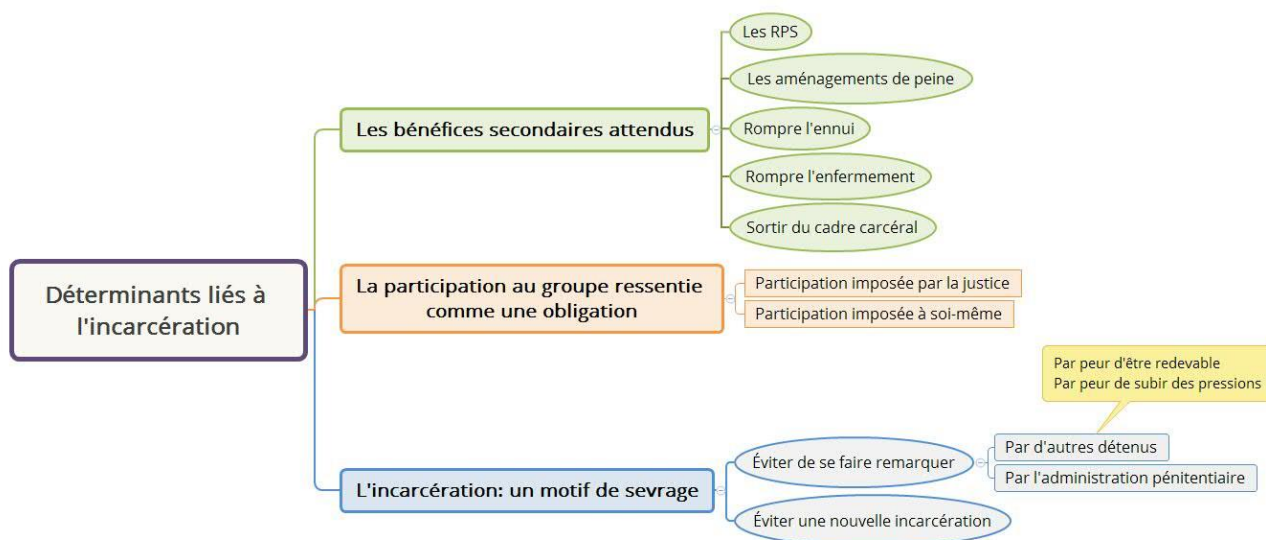 Déterminants liés à
l'incarcération
Les bénéfices secondaires attendus
Les RPS
Les aménagements de peine
Rompre l'ennui
Rompre l'enfermement
Sortir du cadre carcéral
La participation au groupe ressentie
comme une obligation
Participation imposée par la justice
Participation imposée à soi-même
L'incarcération: un motif de sevrage
Éviter de se faire remarquer
Par peur d'être redevable
Par peur de subir des pressions
Par d'autres détenus
Par l'administration pénitentiaire
Éviter une nouvelle incarcération